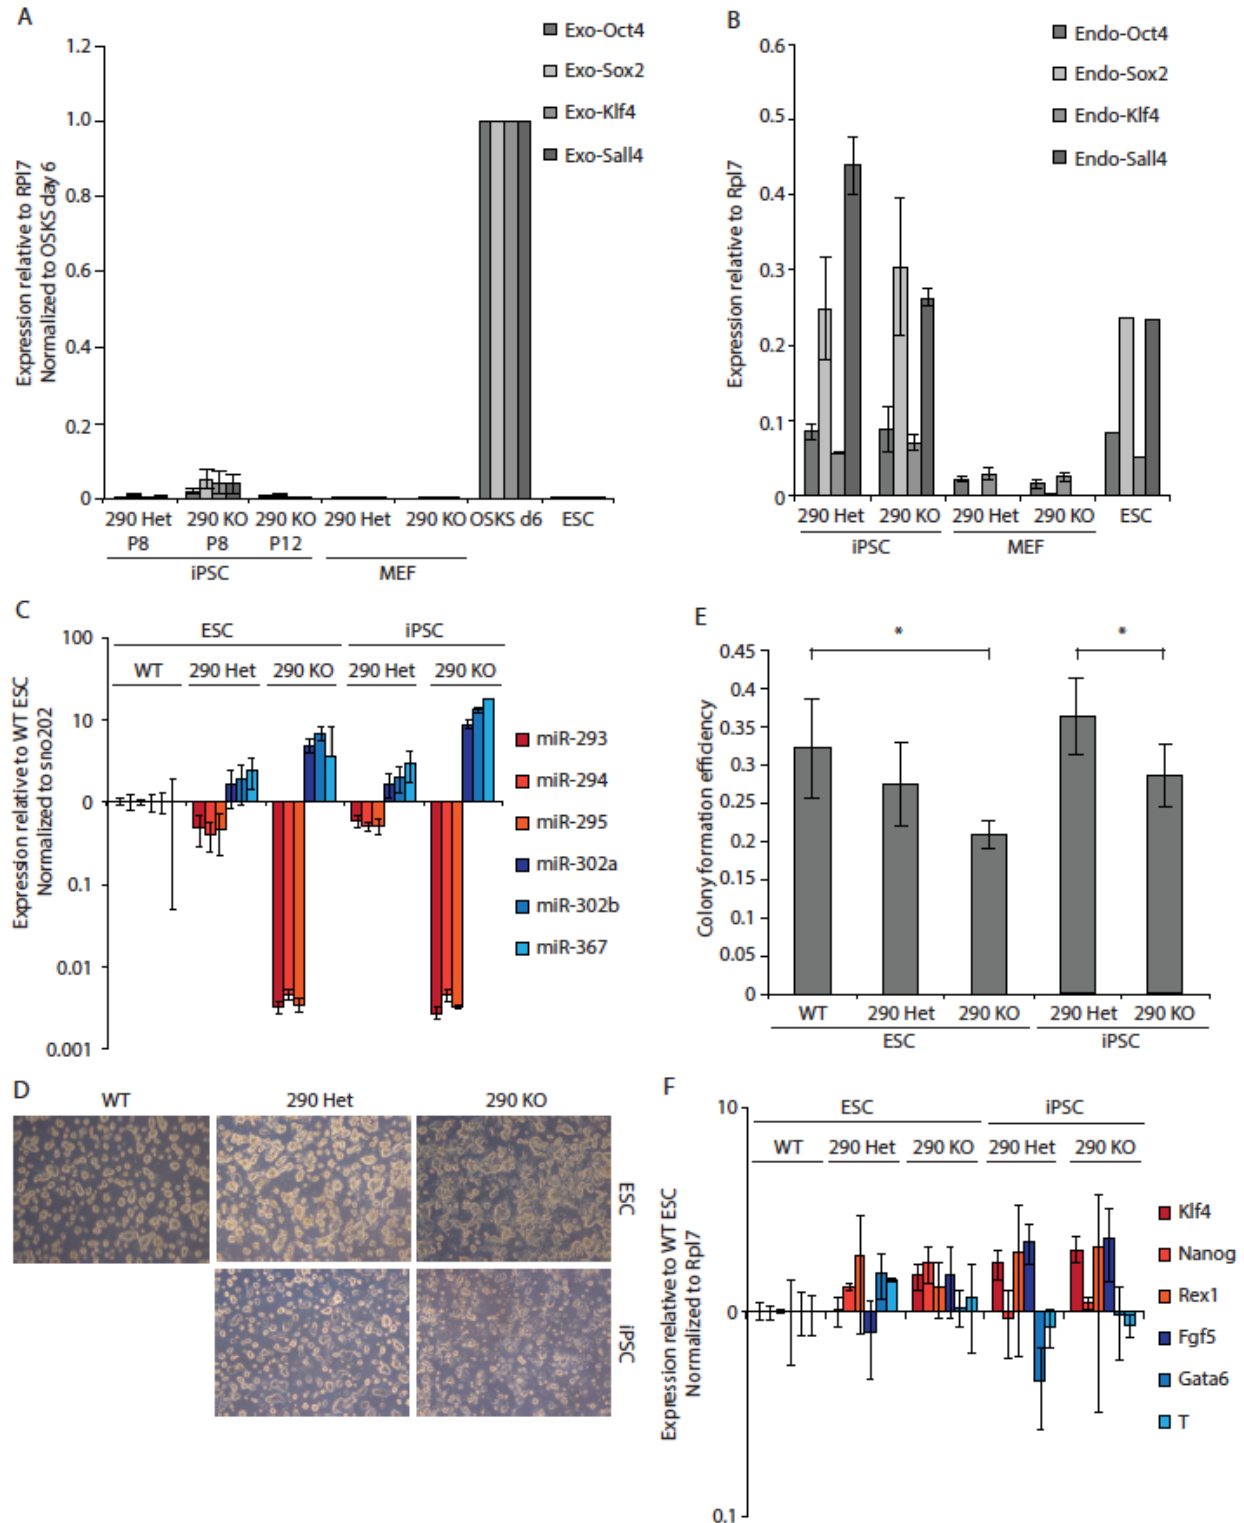 A
Expression relative to RPl7
Normalized to OSKS day 6
1.2
1.0
0.8
0.6
0.4
0.2
0
Exo-Oct4
Exo-Sox2
Exo-Klf4
Exo-Sall4
290 Het 290 KO 290 KO 290 Het 290 KO OSKS d6 ESC
P8 P8 P12
iPSC MEF
B
Expression relative to Rpl7
0.6
0.5
0.4
0.3
0.2
0.1
0
Endo-Oct4
Endo-Sox2
Endo-Klf4
Endo-Sall4
290 Het 290 KO 290 Het 290 KO ESC
iPSC MEF
C
Expression relative to WT ESC
Normalized to sno202
100
10
0
0.1
0.01
0.001
ESC iPSC
WT 290 Het 290 KO 290 Het 290 KO
miR-293
miR-294
miR-295
miR-302a
miR-302b
miR-367
E
Colony formation efficiency
0.45
0.4
0.35
0.3
0.25
0.2
0.15
0.1
0.05
0
* *
WT 290 Het 290 KO 290 Het 290 KO
ESC iPSC
D
WT 290 Het 290 KO
ESC
iPSC
F
Expression relative to WT ESC
Normalized to Rpl7
10
0
0.1
ESC iPSC
WT 290 Het 290 KO 290 Het 290 KO
Klf4
Nanog
Rex1
Fgf5
Gata6
T